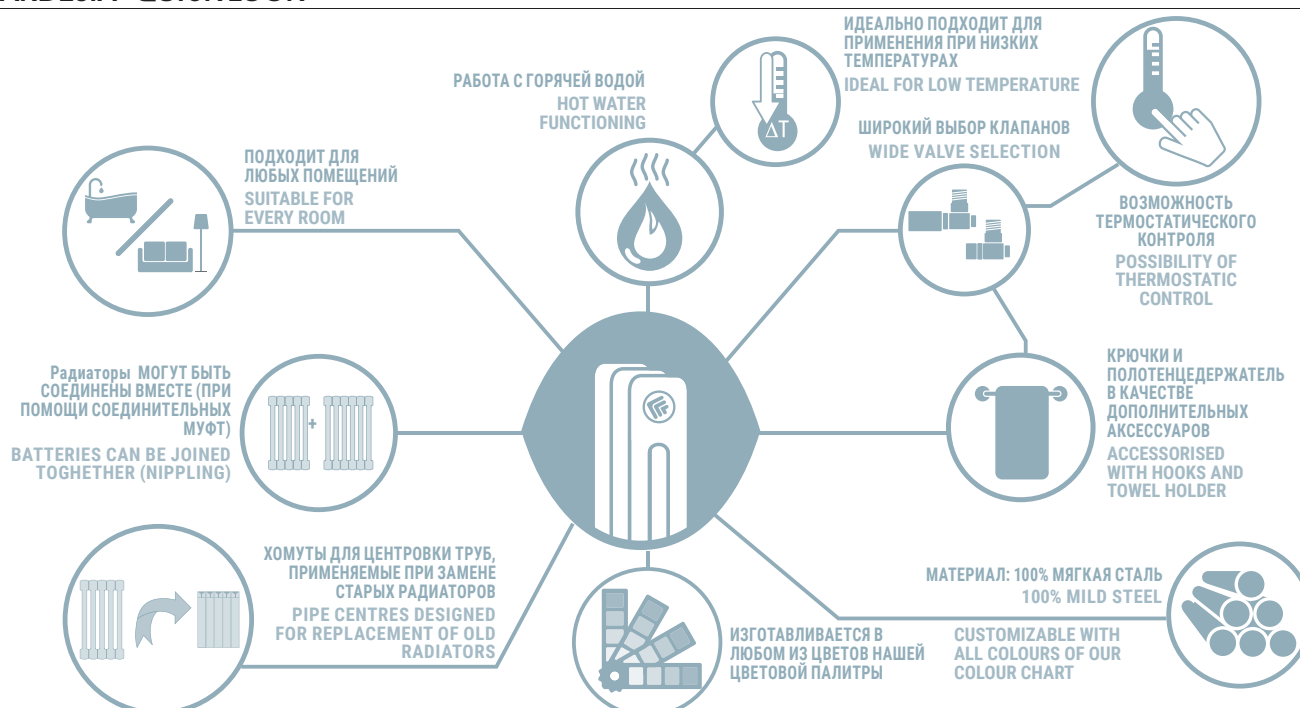 РАБОТА С ГОРЯЧЕЙ ВОДОЙ
HOT WATER
FUNCTIONING
ΔT
ИДЕАЛЬНО ПОДХОДИТ ДЛЯ
ПРИМЕНЕНИЯ ПРИ НИЗКИХ
ТЕМПЕРАТУРАХ
IDEAL FOR LOW TEMPERATURE
ШИРОКИЙ ВЫБОР КЛАПАНОВ
WIDE VALVE SELECTION
ПОДХОДИТ ДЛЯ
ЛЮБЫХ ПОМЕЩЕНИЙ
SUITABLE FOR
EVERY ROOM
ВОЗМОЖНОСТЬ
ТЕРМОСТАТИЧЕСКОГО
КОНТРОЛЯ
POSSIBILITY OF
THERMOSTATIC
CONTROL
Радиаторы МОГУТ БЫТЬ
СОЕДИНЕНЫ ВМЕСТЕ (ПРИ
ПОМОЩИ СОЕДИНИТЕЛЬНЫХ
МУФТ)
BATTERIES CAN BE JOINED
TOGHETHER (NIPPLING)
+
КРЮЧКИ И
ПОЛОТЕНЦЕДЕРЖАТЕЛЬ
В КАЧЕСТВЕ
ДОПОЛНИТЕЛЬНЫХ
АКСЕССУАРОВ
ACCESSORISED
WITH HOOKS AND
TOWEL HOLDER
ХОМУТЫ ДЛЯ ЦЕНТРОВКИ ТРУБ,
ПРИМЕНЯЕМЫЕ ПРИ ЗАМЕНЕ
СТАРЫХ РАДИАТОРОВ
PIPE CENTRES DESIGNED
FOR REPLACEMENT OF OLD
RADIATORS
МАТЕРИАЛ: 100% МЯГКАЯ СТАЛЬ
100% MILD STEEL
ИЗГОТАВЛИВАЕТСЯ В
ЛЮБОМ ИЗ ЦВЕТОВ НАШЕЙ
ЦВЕТОВОЙ ПАЛИТРЫ
CUSTOMIZABLE WITH
ALL COLOURS OF OUR
COLOUR CHART